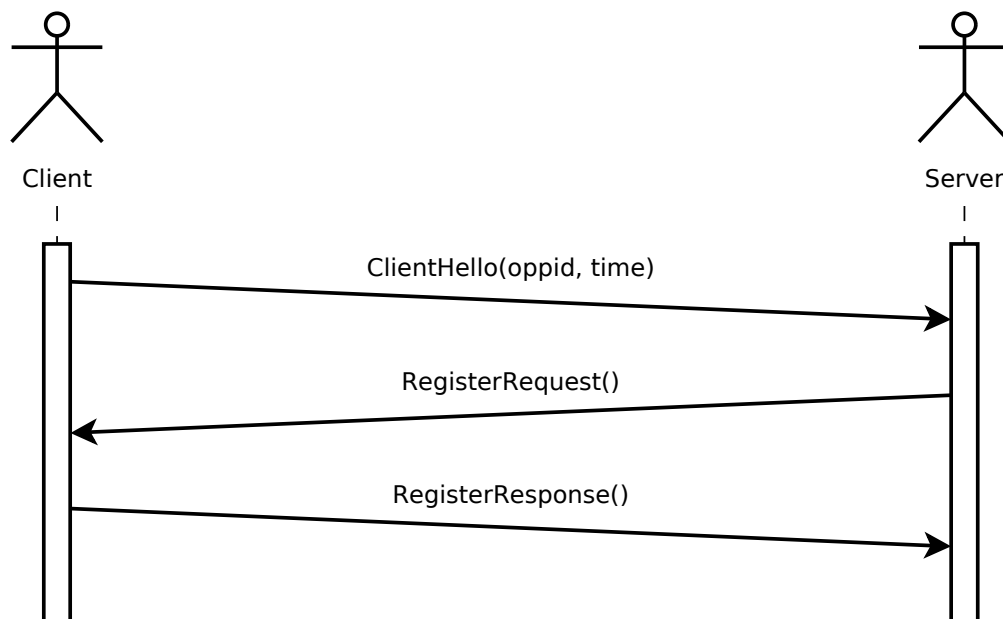 Client
Server
ClientHello(oppid, time)
RegisterRequest()
RegisterResponse()